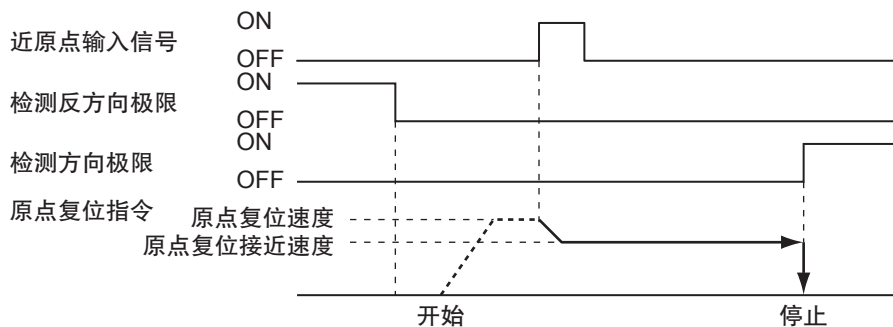 ON
近原点输入信号
OFF
ON
检测反方向极限
OFF
ON
检测方向极限
OFF
原点复位指令
原点复位速度
原点复位接近速度
开始
停止